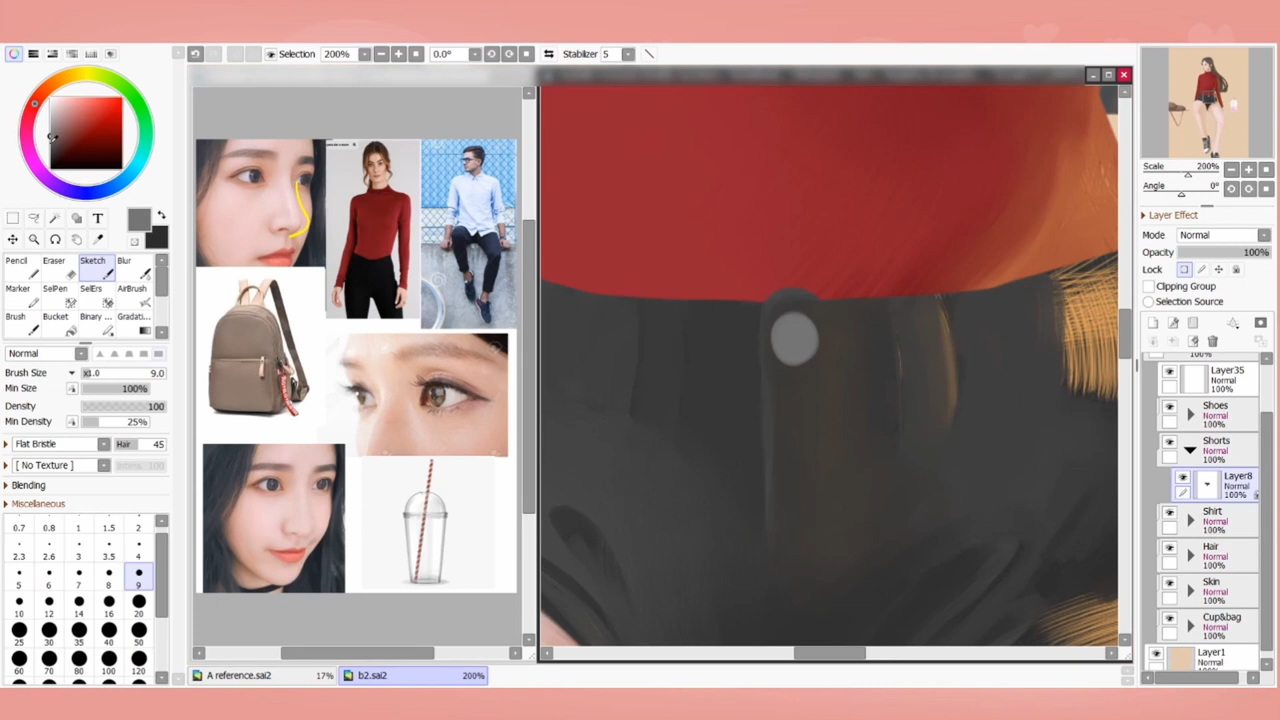 Selection
200%
0.0°
Stabilizer 5
T
Pencil
Eraser
Sketch
Blur
Marker
SelPen
SelErs
AirBrush
Brush
Bucket
Binary ...
Gradati...
Normal
Brush Size
x1.0
9.0
Min Size
100%
Density
100
Min Density
25%
Flat Bristle
Hair
45
[ No Texture ]
Blending
Miscellaneous
0.7 0.8 1 1.5 2
2.3 2.6 3 3.5 4
5 6 7 8 9
10 12 14 16 20
25 30 35 40 50
60 70 80 100 120
A reference.sai2
17%
b2.sai2
200%
Scale
200%
Angle
0°
Layer Effect
Mode
Normal
Opacity
100%
Lock
Clipping Group
Selection Source
100%
Layer35
Normal
100%
Shoes
Normal
100%
Shorts
Normal
100%
Layer8
Normal
100%
Shirt
Normal
100%
Hair
Normal
100%
Skin
Normal
100%
Cup&bag
Normal
100%
Layer1
Normal